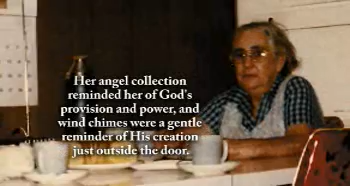 Her angel collection
reminded her of God's
provision and power, and
wind chimes were a gentle
reminder of His creation
just outside the door.